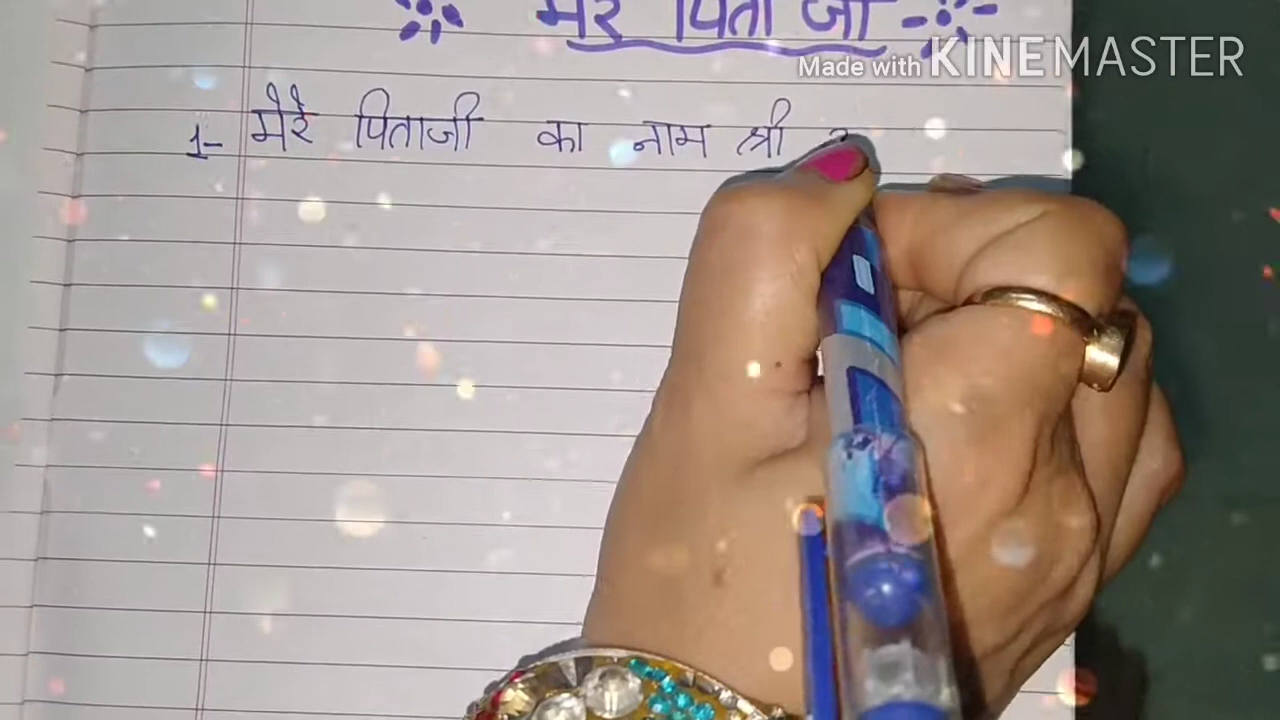 मेरे पिता जी
Made with KINEMASTER
1- मेरे पिताजी का नाम श्री